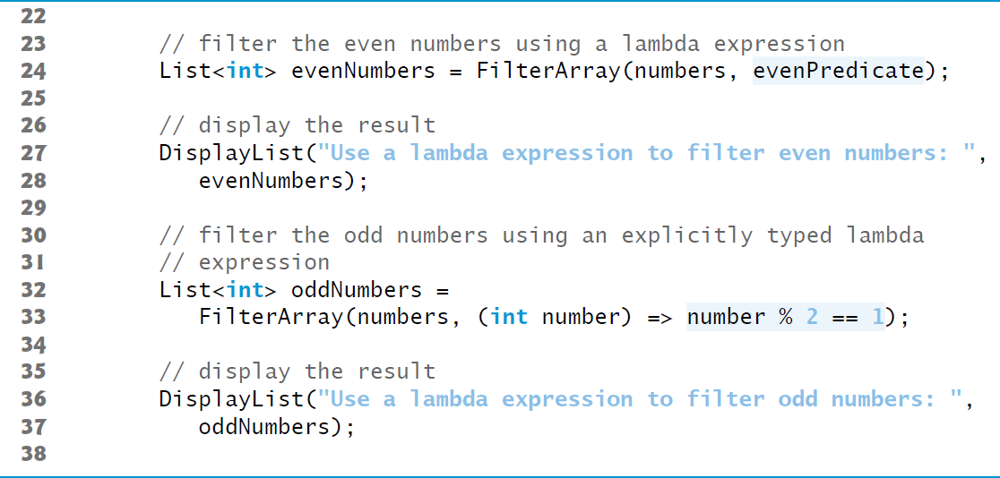 22
23 // filter the even numbers using a lambda expression
24 List<int> evenNumbers = FilterArray(numbers, evenPredicate);
25
26 // display the result
27 DisplayList("Use a lambda expression to filter even numbers: ",
28 evenNumbers);
29
30 // filter the odd numbers using an explicitly typed lambda
31 // expression
32 List<int> oddNumbers =
33 FilterArray(numbers, (int number) => number % 2 == 1);
34
35 // display the result
36 DisplayList("Use a lambda expression to filter odd numbers: ",
37 oddNumbers);
38